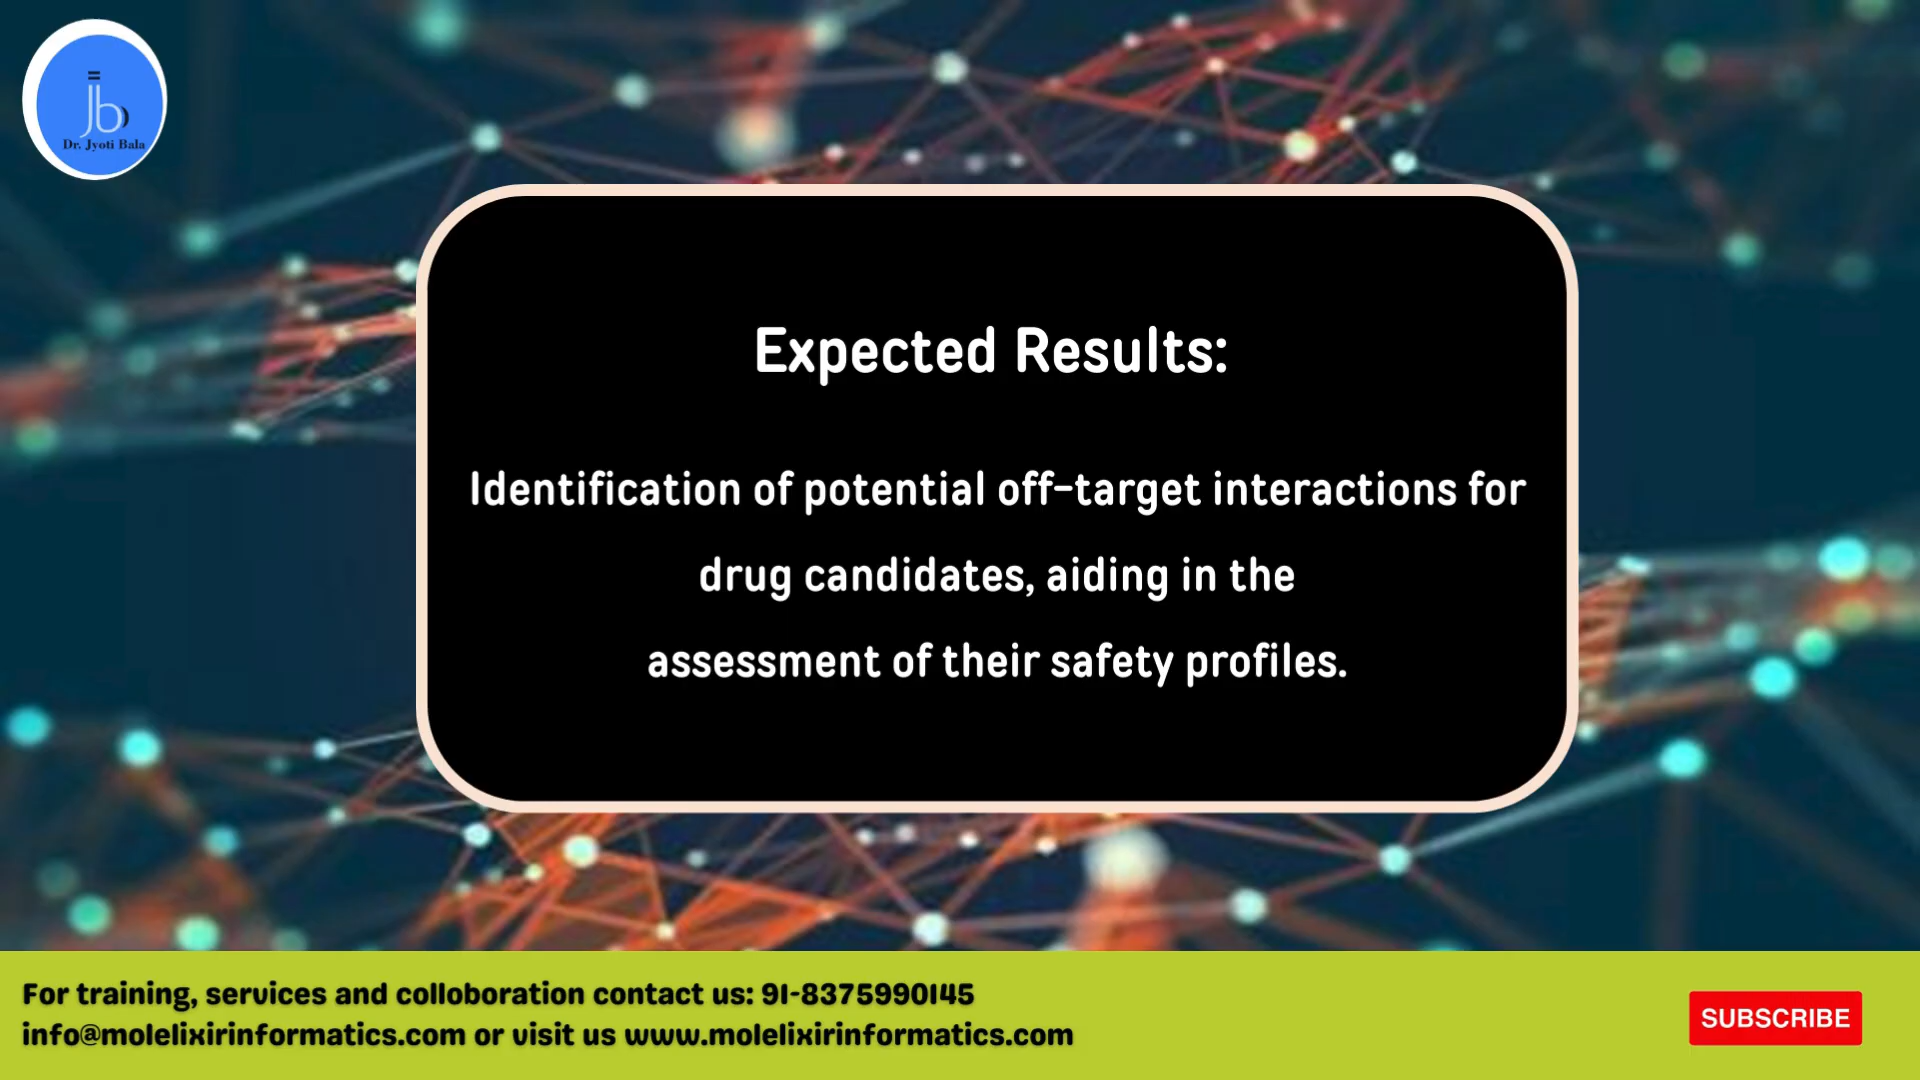 Jb
Dr. Jyoti Bala
Expected Results:
Identification of potential off-target interactions for
drug candidates, aiding in the
assessment of their safety profiles.
For training, services and colloboration contact us: 91-8375990145
info@molelixirinformatics.com or visit us www.molelixirinformatics.com
SUBSCRIBE